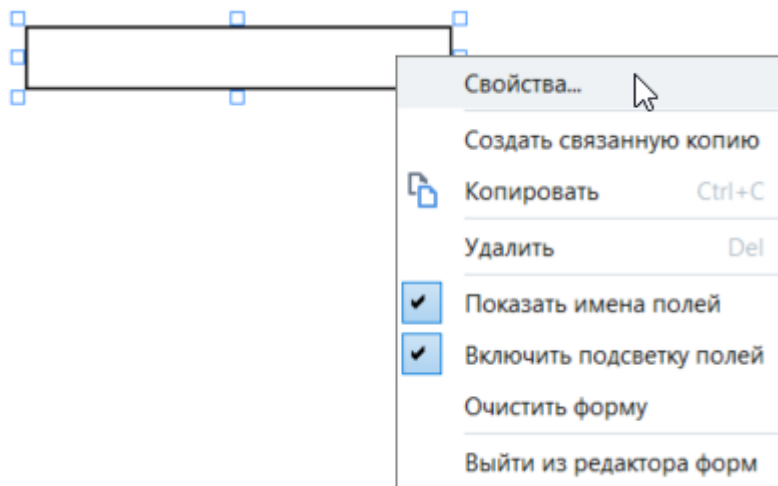 Свойства...
Создать связанную копию
Копировать Ctrl+C
Удалить Del
Показать имена полей
Включить подсветку полей
Очистить форму
Выйти из редактора форм